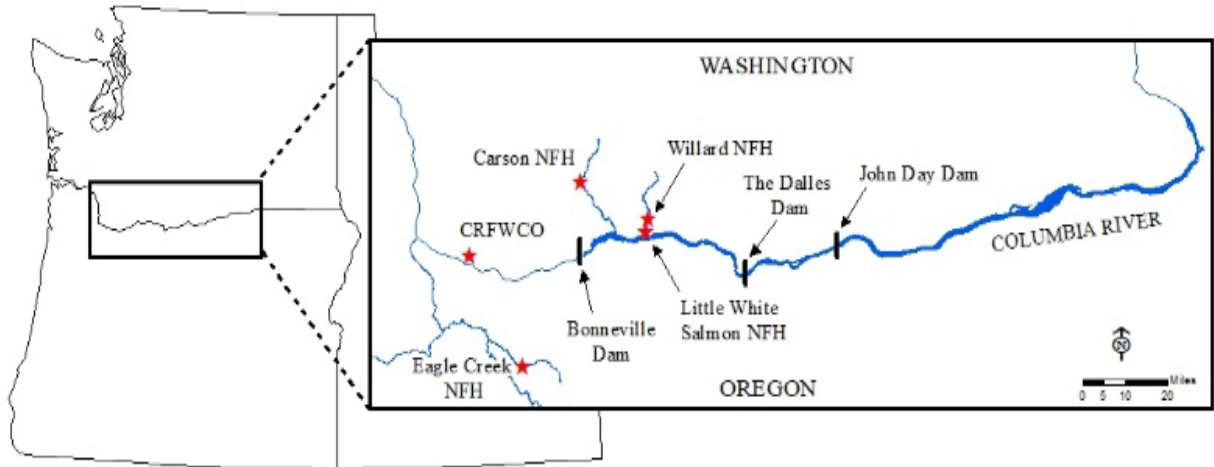 WASHINGTON
Carson NFH
Willard NFH
The Dalles
Dam
John Day Dam
CRFWCO
COLUMBIA RIVER
Bonneville
Dam
Little White
Salmon NFH
Eagle Creek
NFH
OREGON
N
Miles
0 5 10 20